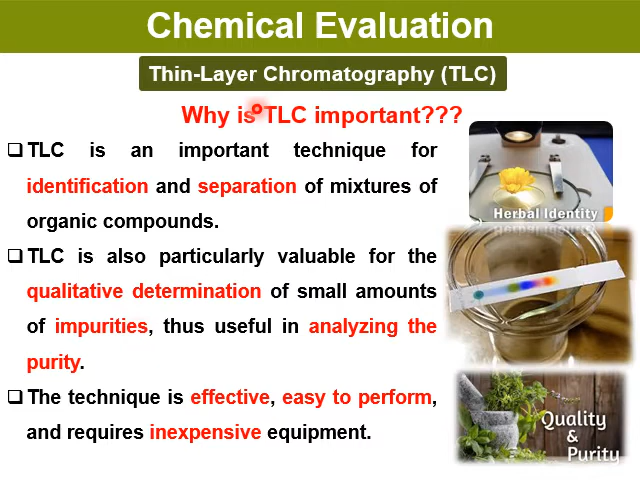 Chemical Evaluation
Thin-Layer Chromatography (TLC)
Why is TLC important???
TLC is an important technique for
identification and separation of mixtures of
organic compounds.
TLC is also particularly valuable for the
qualitative determination of small amounts
of impurities, thus useful in analyzing the
purity.
The technique is effective, easy to perform,
and requires inexpensive equipment.
Herbal Identity
Quality
&
Purity